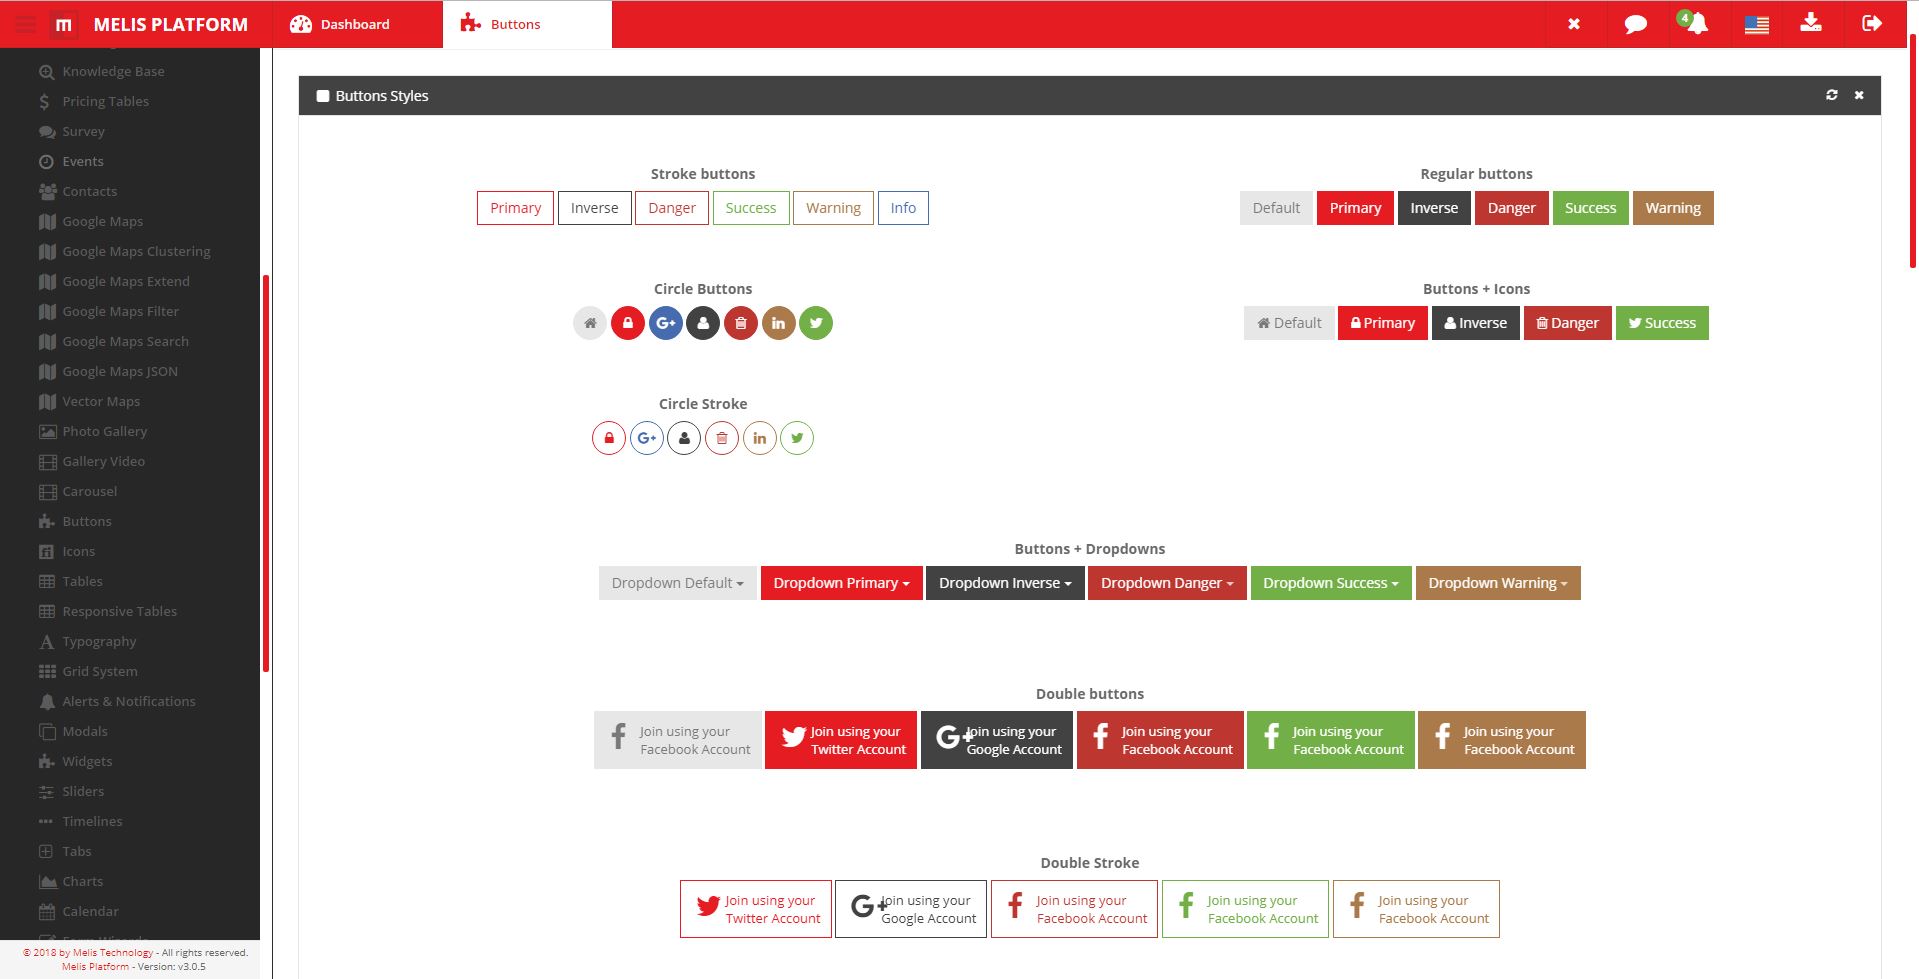 m MELIS PLATFORM
Dashboard
Buttons
4
Knowledge Base
Pricing Tables
Survey
Events
Contacts
Google Maps
Google Maps Clustering
Google Maps Extend
Google Maps Filter
Google Maps Search
Google Maps JSON
Vector Maps
Photo Gallery
Gallery Video
Carousel
Buttons
Icons
Tables
Responsive Tables
Typography
Grid System
Alerts & Notifications
Modals
Widgets
Sliders
Timelines
Tabs
Charts
Calendar
© 2018 by Melis Technology - All rights reserved.
Melis Platform - Version: v3.0.5
Buttons Styles
Stroke buttons
Primary Inverse Danger Success Warning Info
Regular buttons
Default Primary Inverse Danger Success Warning
Circle Buttons
G+ in
Buttons + Icons
Default Primary Inverse Danger Success
Circle Stroke
G+ in
Buttons + Dropdowns
Dropdown Default Dropdown Primary Dropdown Inverse Dropdown Danger Dropdown Success Dropdown Warning
Double buttons
Join using your
Facebook Account
Join using your
Twitter Account
Join using your
Google Account
Join using your
Facebook Account
Join using your
Facebook Account
Join using your
Facebook Account
Double Stroke
Join using your
Twitter Account
Join using your
Google Account
Join using your
Facebook Account
Join using your
Facebook Account
Join using your
Facebook Account